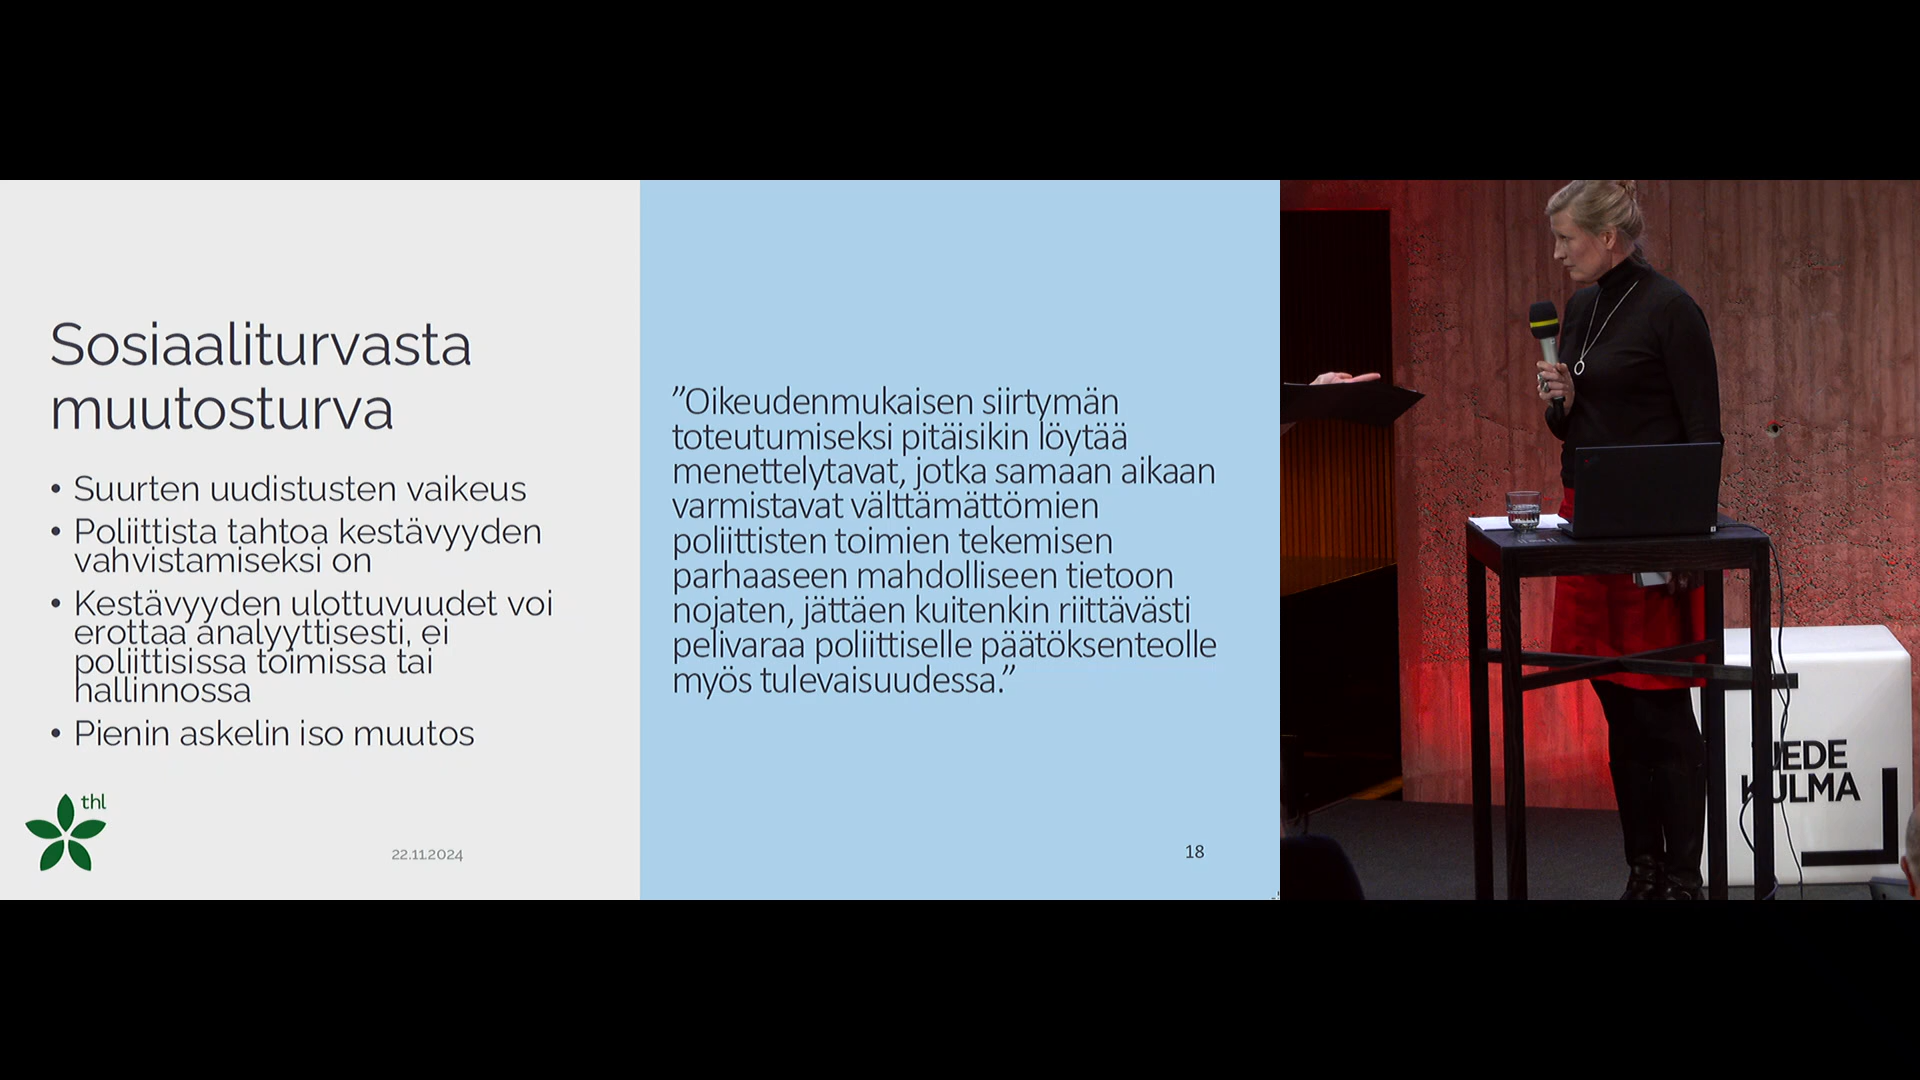 Sosiaaliturvasta
muutosturva
• Suurten uudistusten vaikeus
• Poliittista tahtoa kestävyyden
vahvistamiseksi on
• Kestävyyden ulottuvuudet voi
erottaa analyyttisesti, ei
poliittisissa toimissa tai
hallinnossa
• Pienin askelin iso muutos
thl
22.11.2024
”Oikeudenmukaisen siirtymän
toteutumiseksi pitäisikin löytää
menettelytavat, jotka samaan aikaan
varmistavat välttämättömien
poliittisten toimien tekemisen
parhaaseen mahdolliseen tietoon
nojaten, jättäen kuitenkin riittävästi
pelivaraa poliittiselle päätöksenteolle
myös tulevaisuudessa.”
18
TIEDE
KULMA